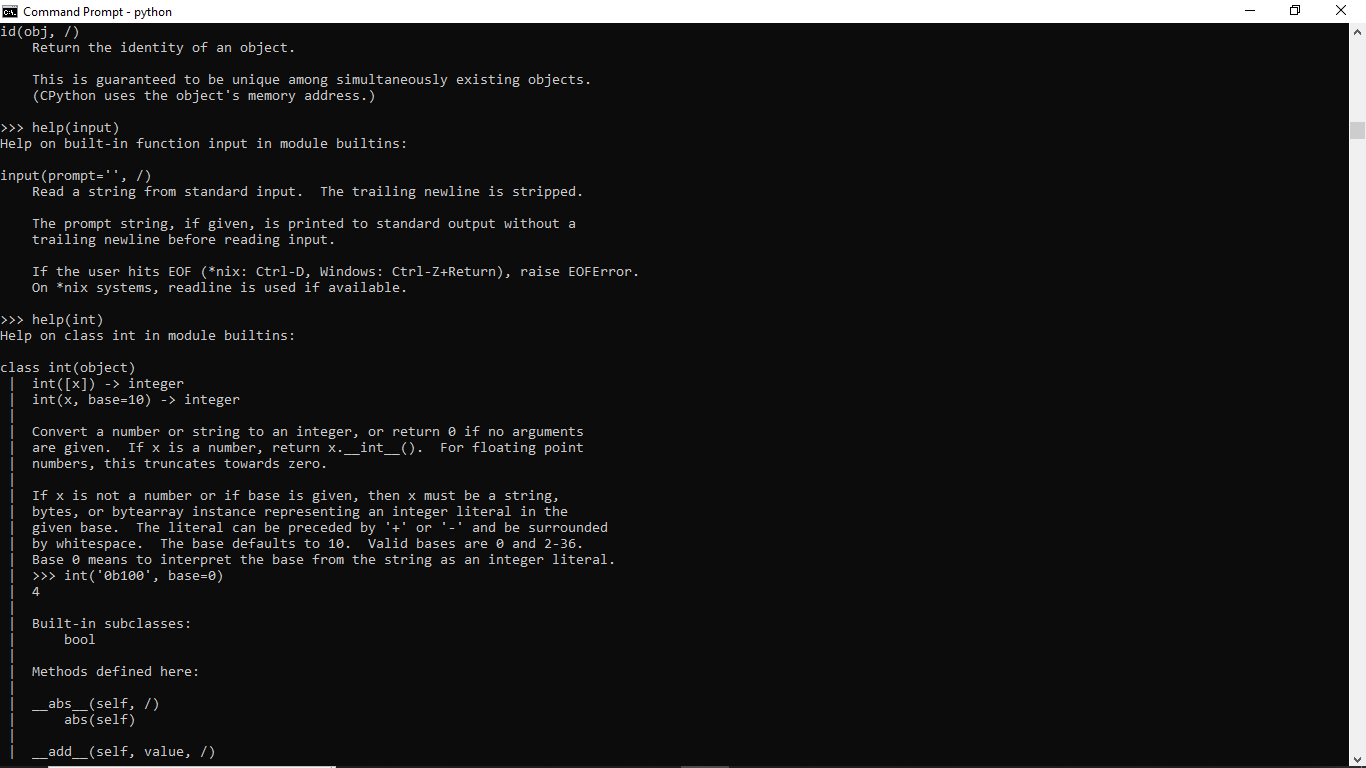 Command Prompt - python
id(obj, /)
    Return the identity of an object.

    This is guaranteed to be unique among simultaneously existing objects.
    (CPython uses the object's memory address.)

>>> help(input)
Help on built-in function input in module builtins:

input(prompt='', /)
    Read a string from standard input.  The trailing newline is stripped.

    The prompt string, if given, is printed to standard output without a
    trailing newline before reading input.

    If the user hits EOF (*nix: Ctrl-D, Windows: Ctrl-Z+Return), raise EOFError.
    On *nix systems, readline is used if available.

>>> help(int)
Help on class int in module builtins:

class int(object)
 |  int([x]) -> integer
 |  int(x, base=10) -> integer
 |
 |  Convert a number or string to an integer, or return 0 if no arguments
 |  are given.  If x is a number, return x.__int__().  For floating point
 |  numbers, this truncates towards zero.
 |
 |  If x is not a number or if base is given, then x must be a string,
 |  bytes, or bytearray instance representing an integer literal in the
 |  given base.  The literal can be preceded by '+' or '-' and be surrounded
 |  by whitespace.  The base defaults to 10.  Valid bases are 0 and 2-36.
 |  Base 0 means to interpret the base from the string as an integer literal.
 |  >>> int('0b100', base=0)
 |  4
 |
 |  Built-in subclasses:
 |      bool
 |
 |  Methods defined here:
 |
 |  __abs__(self, /)
 |      abs(self)
 |
 |  __add__(self, value, /)